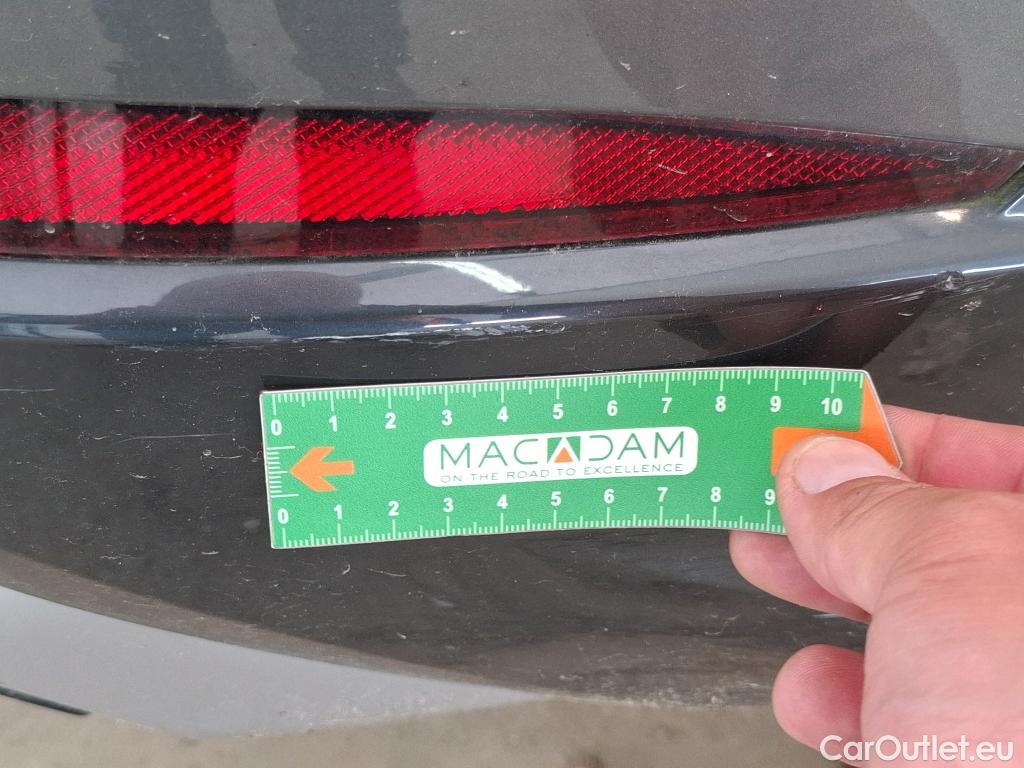 0 1 2 3 4 5 6 7 8 9 10
MACADAM
ON THE ROAD TO EXCELLENCE
0 1 2 3 4 5 6 7 8 9
CarOutlet.eu